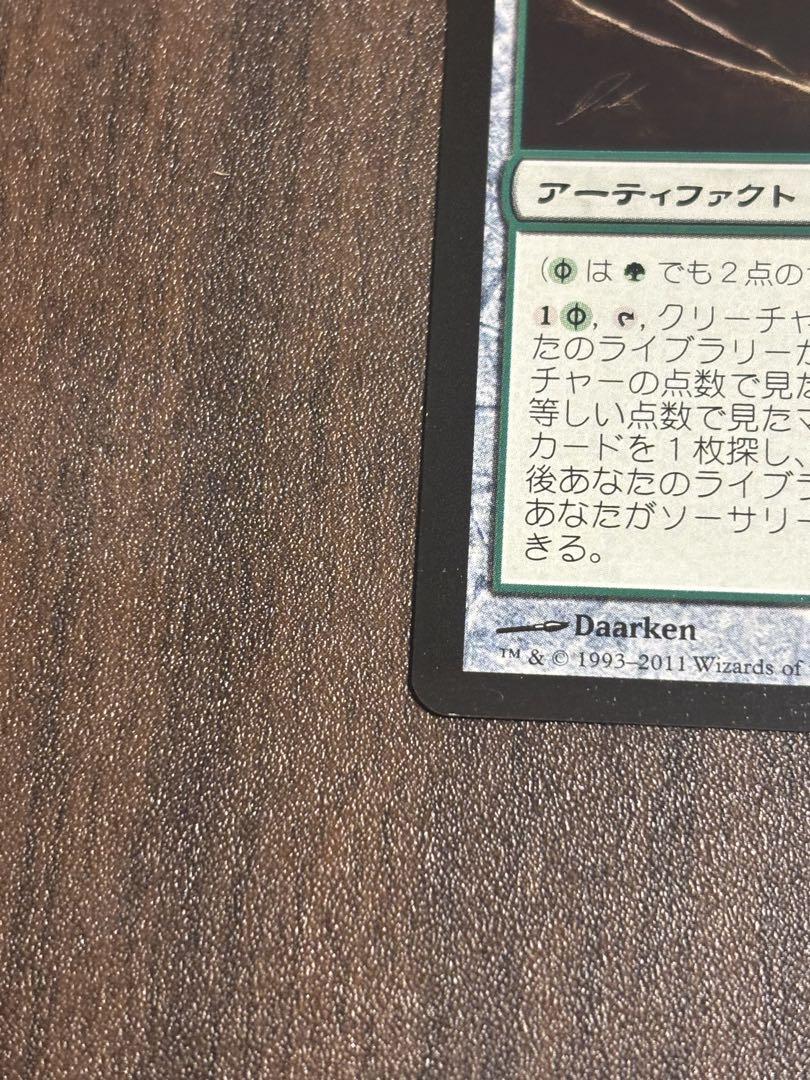 アーティファクト
(は でも2点の
1, , クリーチャ
たのライブラリーか
チャーの点数で見た
等しい点数で見たマ
カードを1枚探し、
後あなたのライブラ
あなたがソーサリー
きる。
Daarken
™ & © 1993–2011 Wizards of